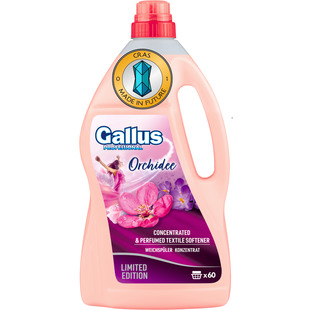 CRAS
MADE IN FUTURE
Gallus
PROFESSIONAL
Orchidee
CONCENTRATED
& PERFUMED TEXTILE SOFTENER
WEICHSPÜLER KONZENTRAT
LIMITED
EDITION
x60